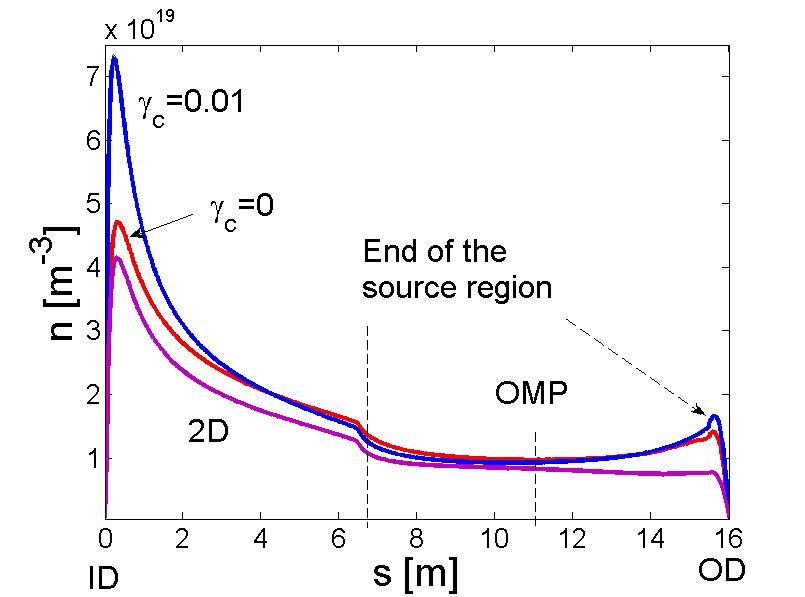 x 10^19
7
γc=0.01
6
5
γc=0
4
End of the
source region
n [m^-3]
3
2
OMP
2D
1
0 2 4 6 8 10 12 14 16
ID s [m] OD